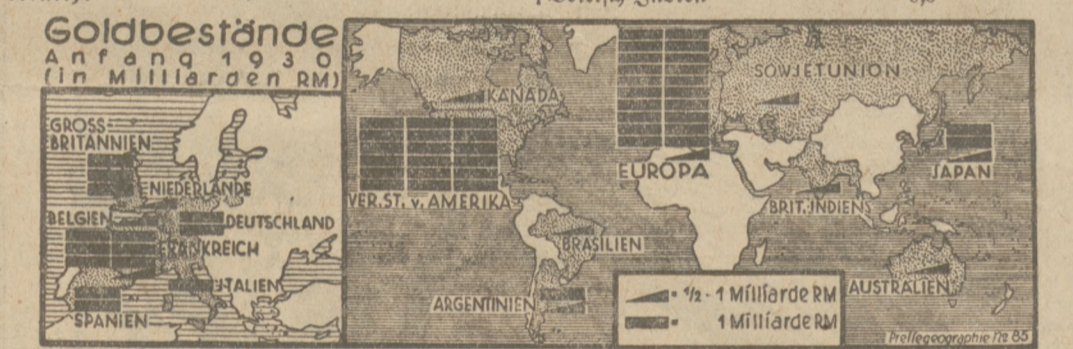 Goldbestände
Anfang 1930
(in Milliarden RM)
GROSS-
BRITANNIEN
NIEDERLANDE
BELGIEN
DEUTSCHLAND
FRANKREICH
ITALIEN
SPANIEN
KANADA
VER. ST. v. AMERIKA
BRASILIEN
ARGENTINIEN
EUROPA
SOWJETUNION
BRIT. INDIEN
JAPAN
AUSTRALIEN
= 1/2 - 1 Milliarde RM
= 1 Milliarde RM
Pressegeographie No 85